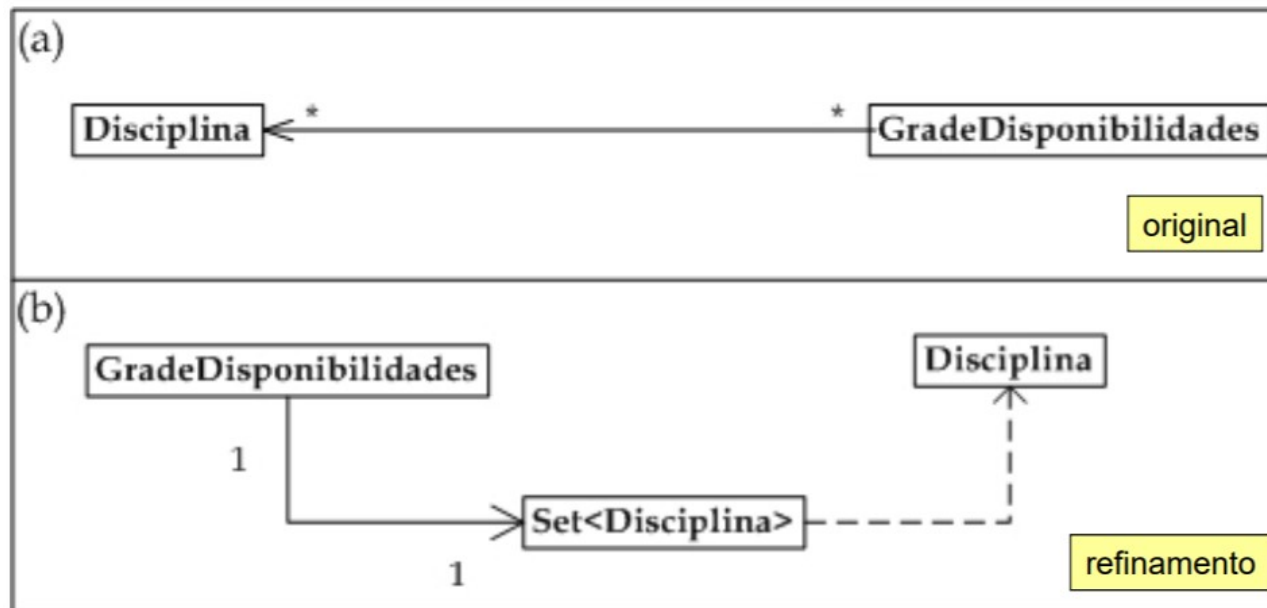 (a)
Disciplina
*
*
GradeDisponibilidades
original
(b)
GradeDisponibilidades
Disciplina
1
Set<Disciplina>
1
refinamento